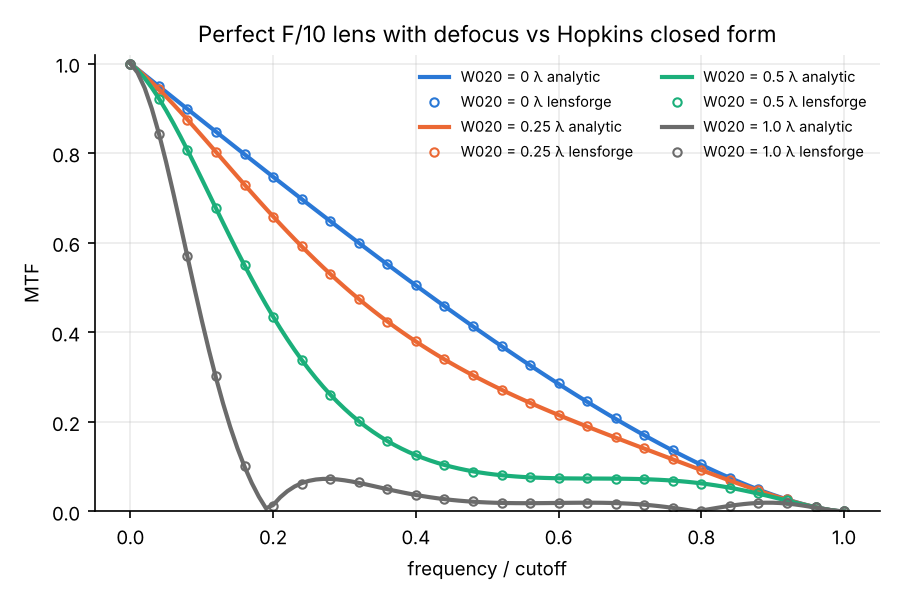 Perfect F/10 lens with defocus vs Hopkins closed form
W020 = 0 λ analytic
W020 = 0 λ lensforge
W020 = 0.25 λ analytic
W020 = 0.25 λ lensforge
W020 = 0.5 λ analytic
W020 = 0.5 λ lensforge
W020 = 1.0 λ analytic
W020 = 1.0 λ lensforge
MTF
1.0
0.8
0.6
0.4
0.2
0.0
0.0 0.2 0.4 0.6 0.8 1.0
frequency / cutoff